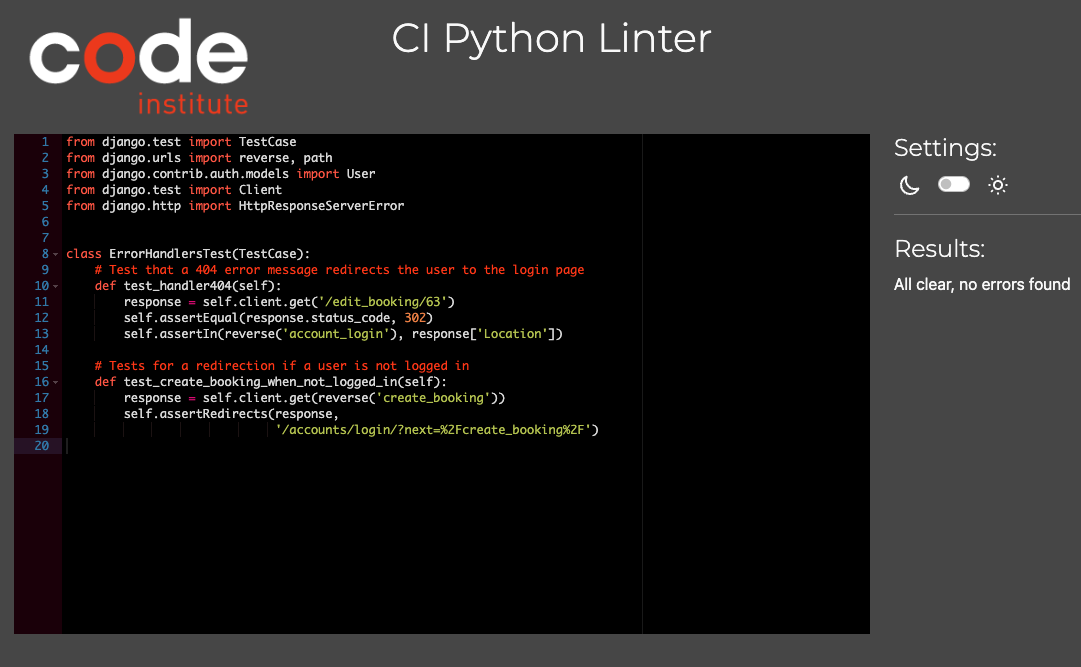 code
institute
CI Python Linter
1 from django.test import TestCase
2 from django.urls import reverse, path
3 from django.contrib.auth.models import User
4 from django.test import Client
5 from django.http import HttpResponseServerError
6
7
8 class ErrorHandlersTest(TestCase):
9     # Test that a 404 error message redirects the user to the login page
10     def test_handler404(self):
11         response = self.client.get('/edit_booking/63')
12         self.assertEqual(response.status_code, 302)
13         self.assertIn(reverse('account_login'), response['Location'])
14
15     # Tests for a redirection if a user is not logged in
16     def test_create_booking_when_not_logged_in(self):
17         response = self.client.get(reverse('create_booking'))
18         self.assertRedirects(response,
19                              '/accounts/login/?next=%2Fcreate_booking%2F')
20
Settings:
Results:
All clear, no errors found